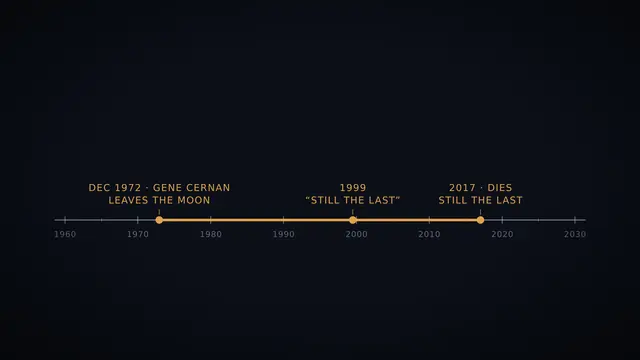 DEC 1972 · GENE CERNAN
LEAVES THE MOON
1999
“STILL THE LAST”
2017 · DIES
STILL THE LAST
1960 1970 1980 1990 2000 2010 2020 2030